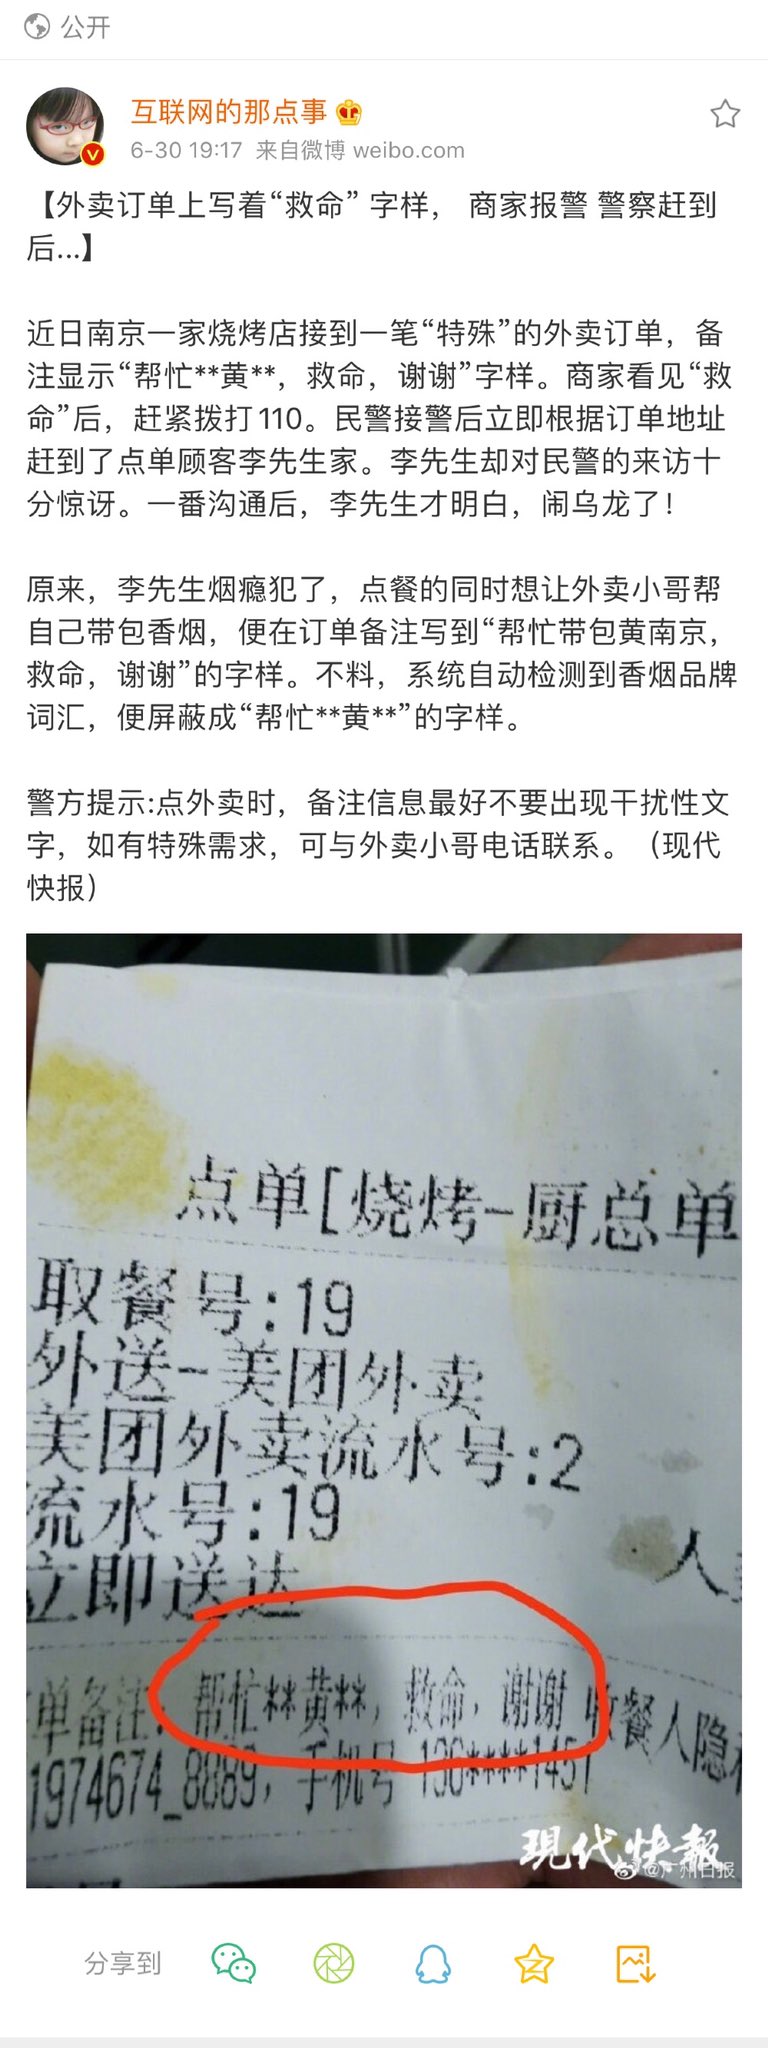 公开
互联网的那点事
6-30 19:17 来自微博 weibo.com
【外卖订单上写着“救命” 字样， 商家报警 警察赶到
后...】
近日南京一家烧烤店接到一笔“特殊”的外卖订单，备
注显示“帮忙**黄**，救命，谢谢”字样。商家看见“救
命”后，赶紧拨打110。民警接警后立即根据订单地址
赶到了点单顾客李先生家。李先生却对民警的来访十
分惊讶。一番沟通后，李先生才明白，闹乌龙了！
原来，李先生烟瘾犯了，点餐的同时想让外卖小哥帮
自己带包香烟，便在订单备注写到“帮忙带包黄南京，
救命，谢谢”的字样。不料，系统自动检测到香烟品牌
词汇，便屏蔽成“帮忙**黄**”的字样。
警方提示:点外卖时，备注信息最好不要出现干扰性文
字，如有特殊需求，可与外卖小哥电话联系。（现代
快报）
点单[烧烤-厨总单
取餐号:19
外送-美团外卖
美团外卖流水号:2
流水号:19
人
立即送达
单备注: 帮忙**黄**，救命，谢谢 收餐人隐
1974674_8889，手机号 136****1451
现代快报
@广州日报
分享到